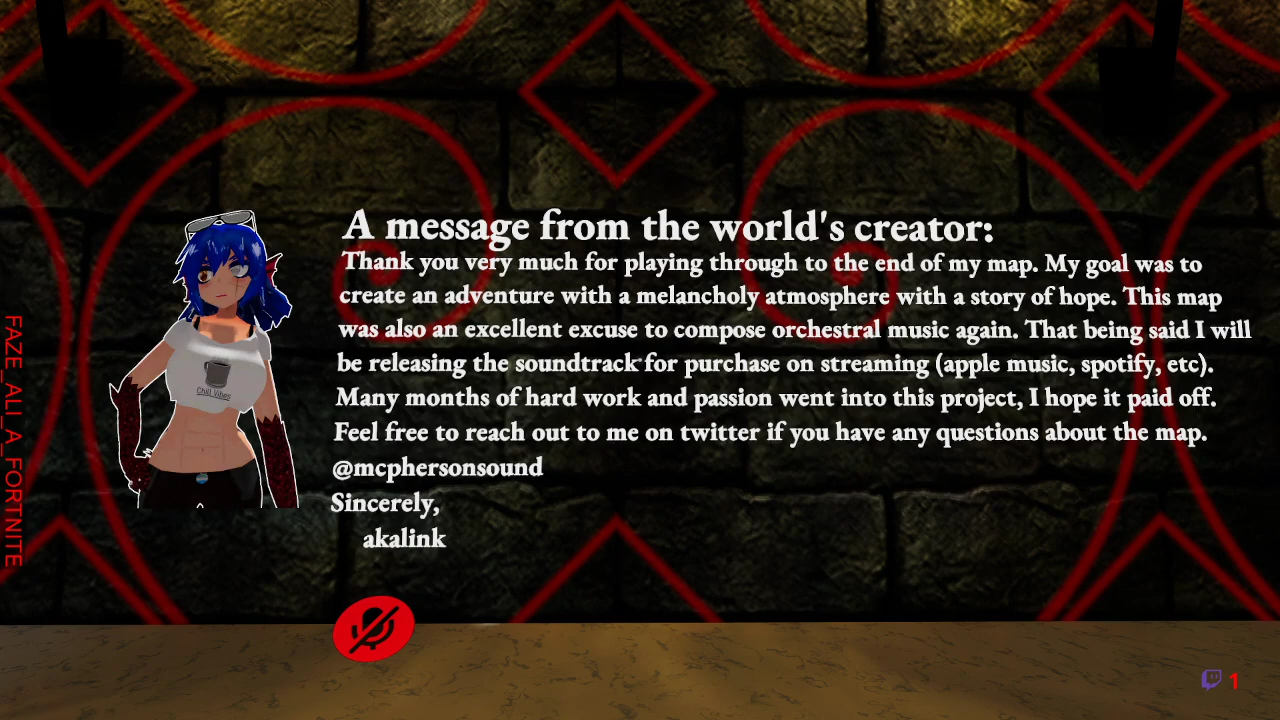 A message from the world's creator:
Thank you very much for playing through to the end of my map. My goal was to
create an adventure with a melancholy atmosphere with a story of hope. This map
was also an excellent excuse to compose orchestral music again. That being said I will
be releasing the soundtrack for purchase on streaming (apple music, spotify, etc).
Many months of hard work and passion went into this project, I hope it paid off.
Feel free to reach out to me on twitter if you have any questions about the map.
@mcphersonsound
Sincerely,
akalink
Chill Vibes
FAZE_ALI_A_FORTNITE
1